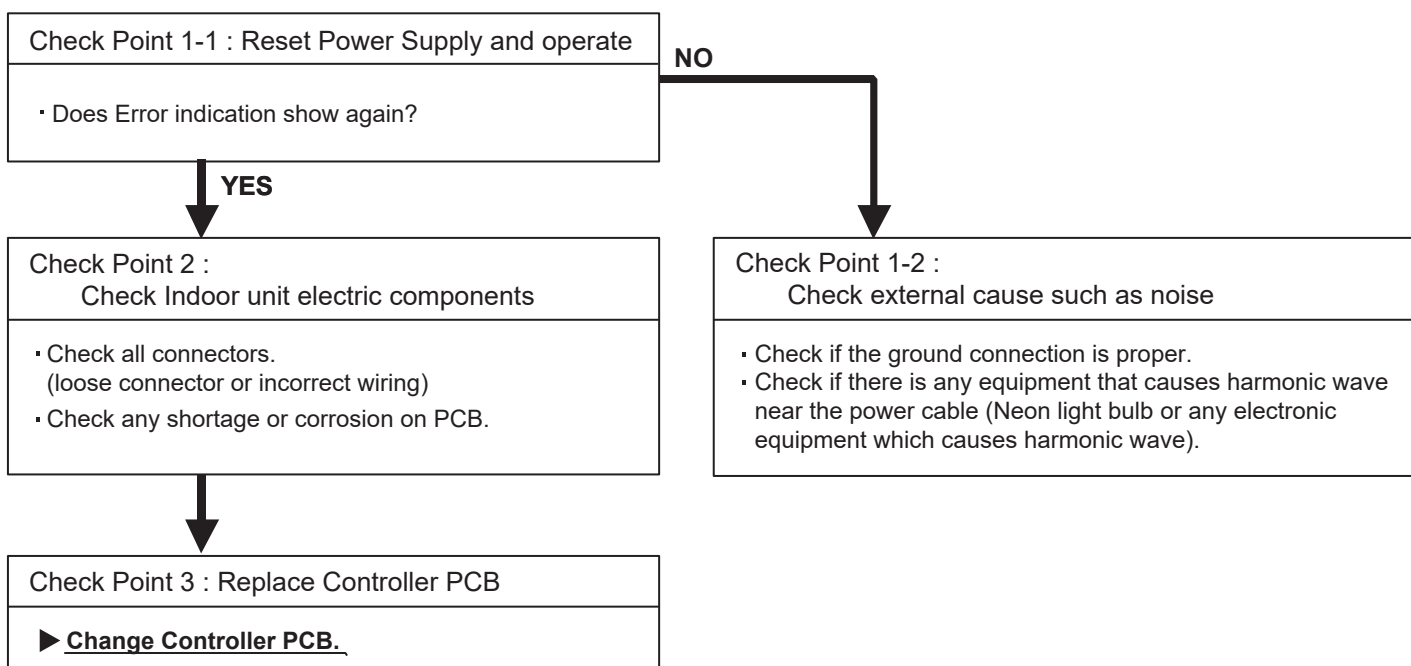 Check Point 1-1 : Reset Power Supply and operate
・Does Error indication show again?
NO
YES
Check Point 2 :
Check Indoor unit electric components
・Check all connectors.
(loose connector or incorrect wiring)
・Check any shortage or corrosion on PCB.
Check Point 1-2 :
Check external cause such as noise
・Check if the ground connection is proper.
・Check if there is any equipment that causes harmonic wave
near the power cable (Neon light bulb or any electronic
equipment which causes harmonic wave).
Check Point 3 : Replace Controller PCB
▶ Change Controller PCB.